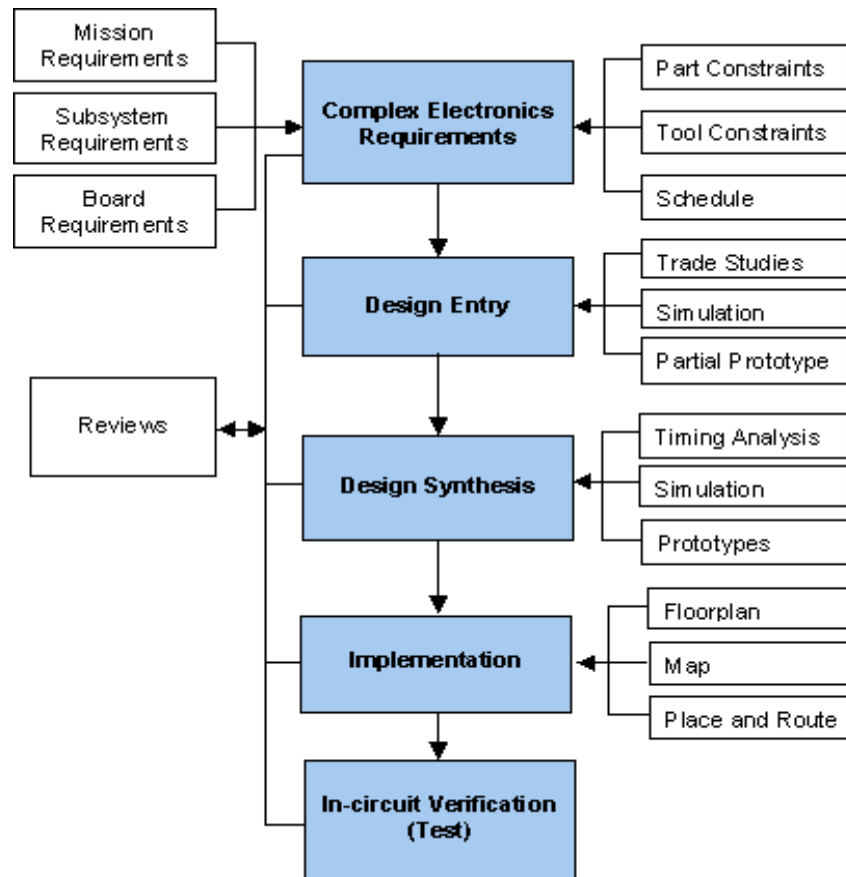 Mission
Requirements
Subsystem
Requirements
Board
Requirements
Complex Electronics
Requirements
Part Constraints
Tool Constraints
Schedule
Design Entry
Trade Studies
Simulation
Partial Prototype
Reviews
Design Synthesis
Timing Analysis
Simulation
Prototypes
Implementation
Floorplan
Map
Place and Route
In-circuit Verification
(Test)